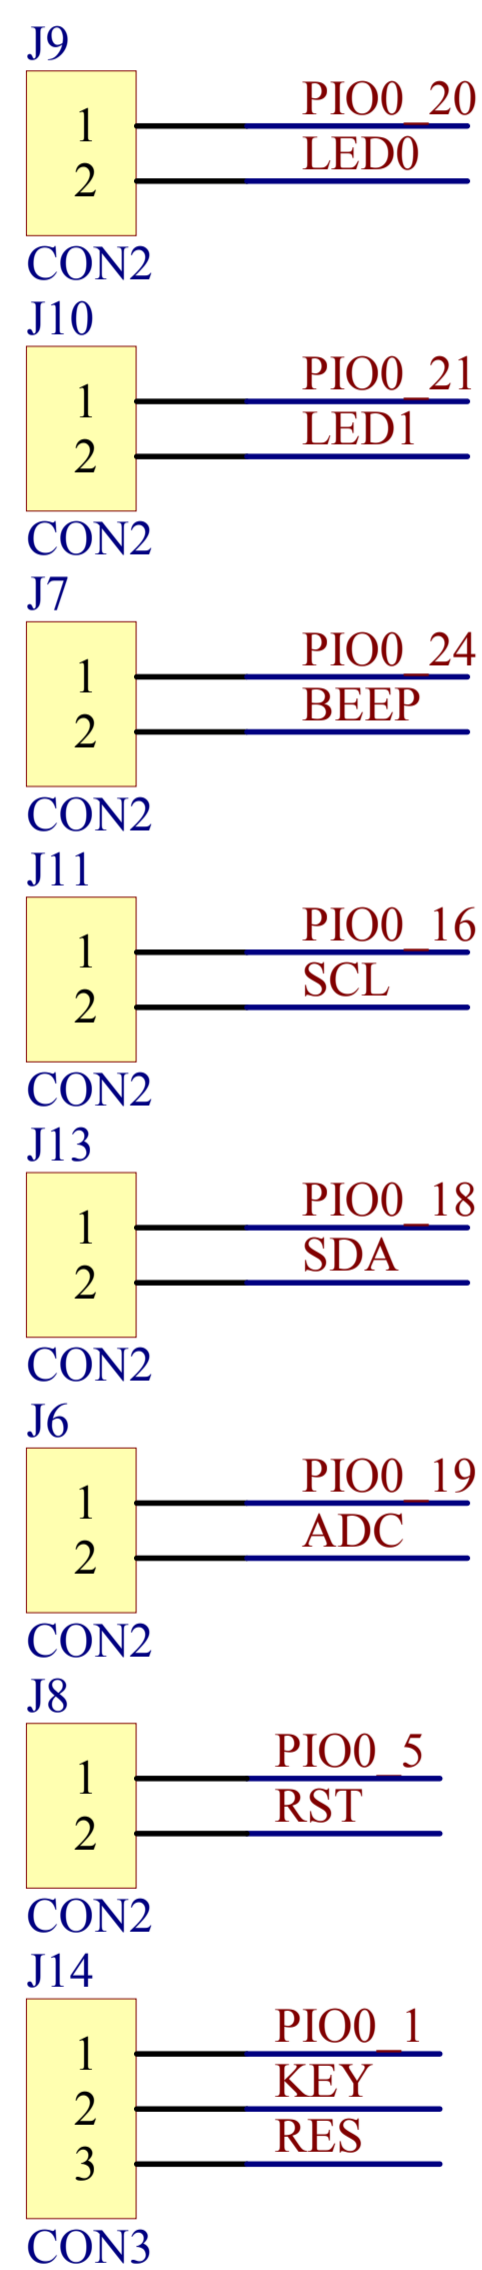 J9
1 PIO0_20
2 LED0
CON2
J10
1 PIO0_21
2 LED1
CON2
J7
1 PIO0_24
2 BEEP
CON2
J11
1 PIO0_16
2 SCL
CON2
J13
1 PIO0_18
2 SDA
CON2
J6
1 PIO0_19
2 ADC
CON2
J8
1 PIO0_5
2 RST
CON2
J14
1 PIO0_1
2 KEY
3 RES
CON3